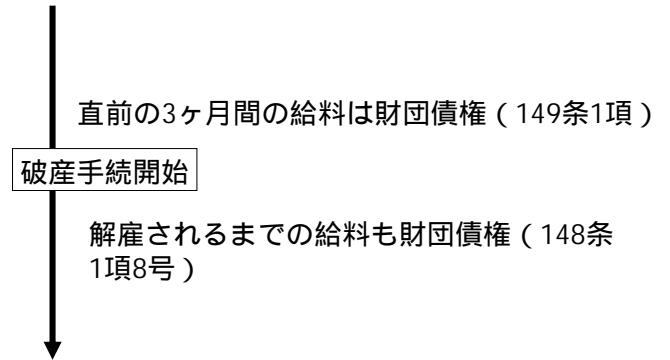 直前の3ヶ月間の給料は財団債権（149条1項）
破産手続開始
解雇されるまでの給料も財団債権（148条
1項8号）